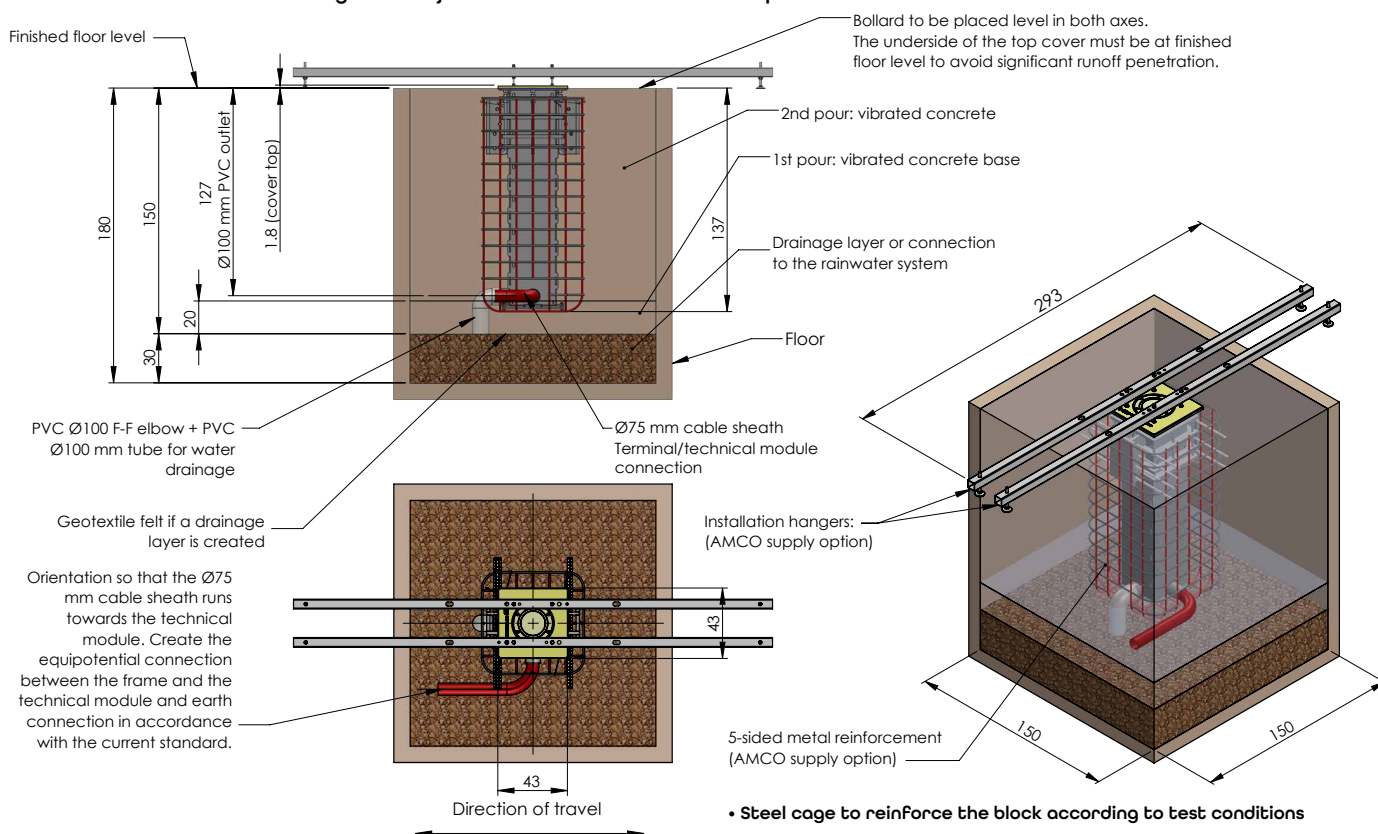 Finished floor level
Bollard to be placed level in both axes.
The underside of the top cover must be at finished
floor level to avoid significant runoff penetration.
2nd pour: vibrated concrete
1st pour: vibrated concrete base
Drainage layer or connection
to the rainwater system
Floor
180
150
127
Ø100 mm PVC outlet
1.8 (cover top)
137
20
30
293
PVC Ø100 F-F elbow + PVC
Ø100 mm tube for water
drainage
Ø75 mm cable sheath
Terminal/technical module
connection
Geotextile felt if a drainage
layer is created
Installation hangers:
(AMCO supply option)
Orientation so that the Ø75
mm cable sheath runs
towards the technical
module. Create the
equipotential connection
between the frame and the
technical module and earth
connection in accordance
with the current standard.
43
43
Direction of travel
5-sided metal reinforcement
(AMCO supply option)
150
150
• Steel cage to reinforce the block according to test conditions